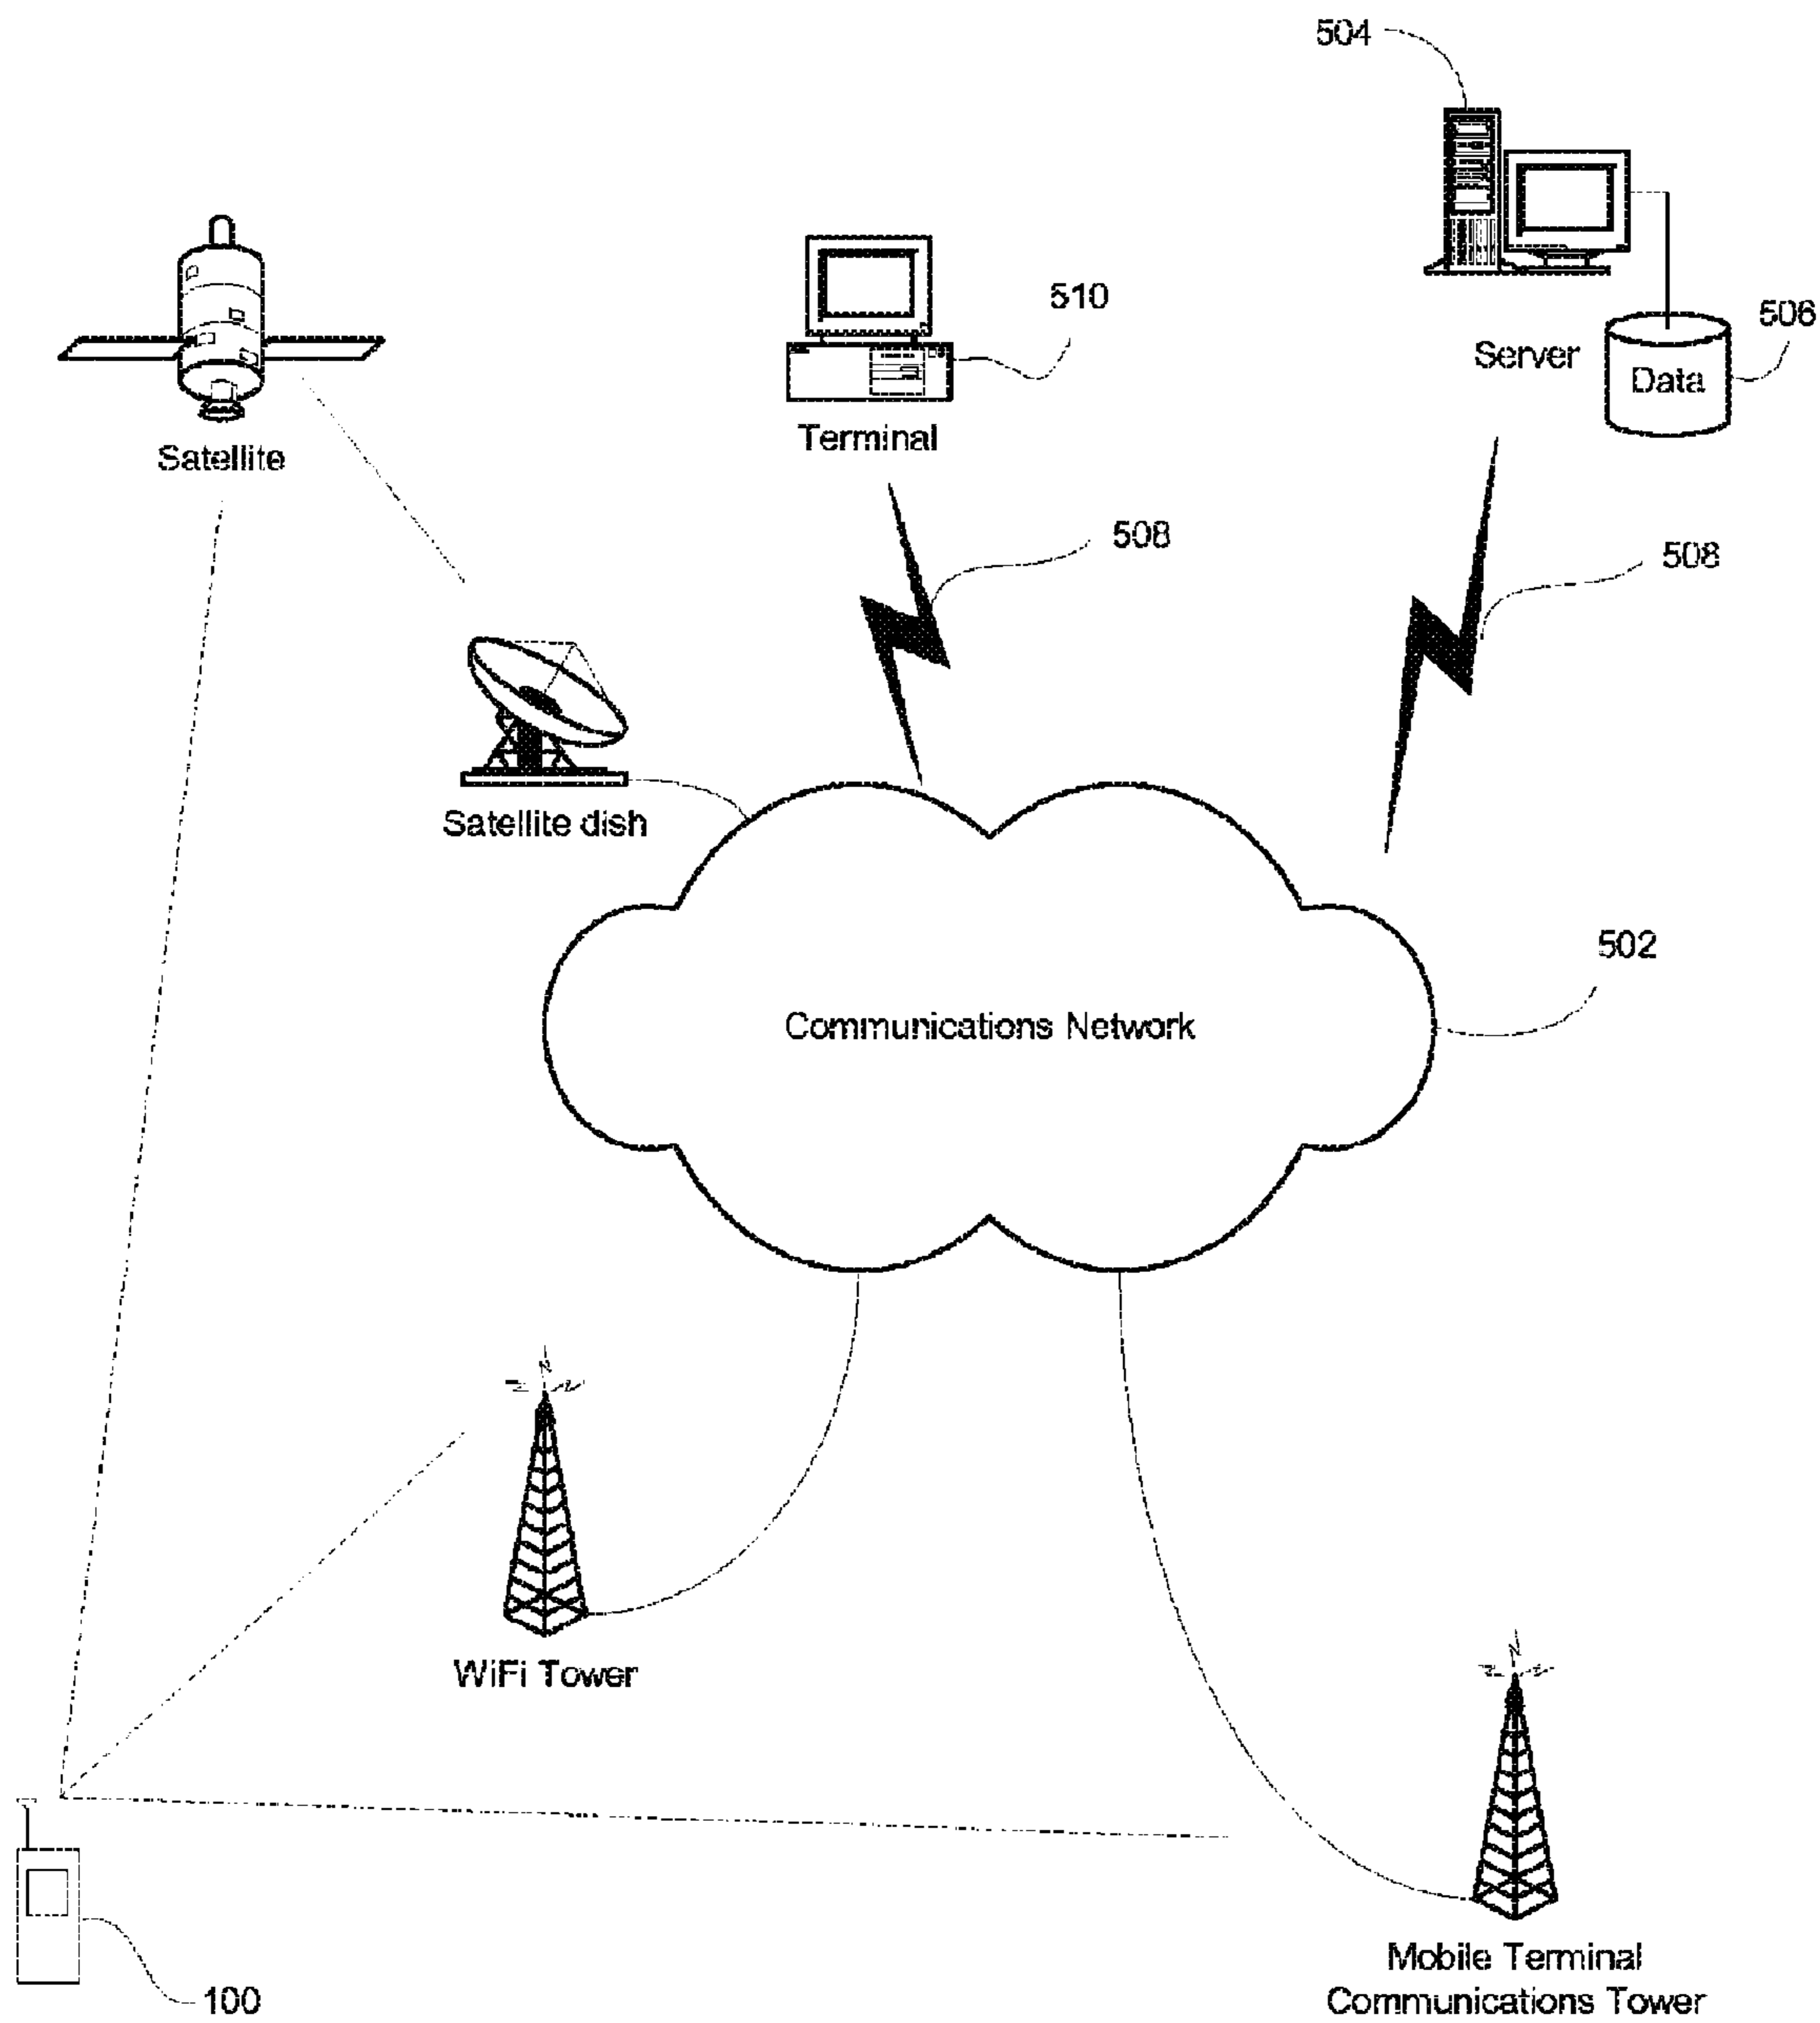 504
510
506
Server
Data
Terminal
Satellite
508
508
Satellite dish
502
Communications Network
WiFi Tower
Mobile Terminal
Communications Tower
100